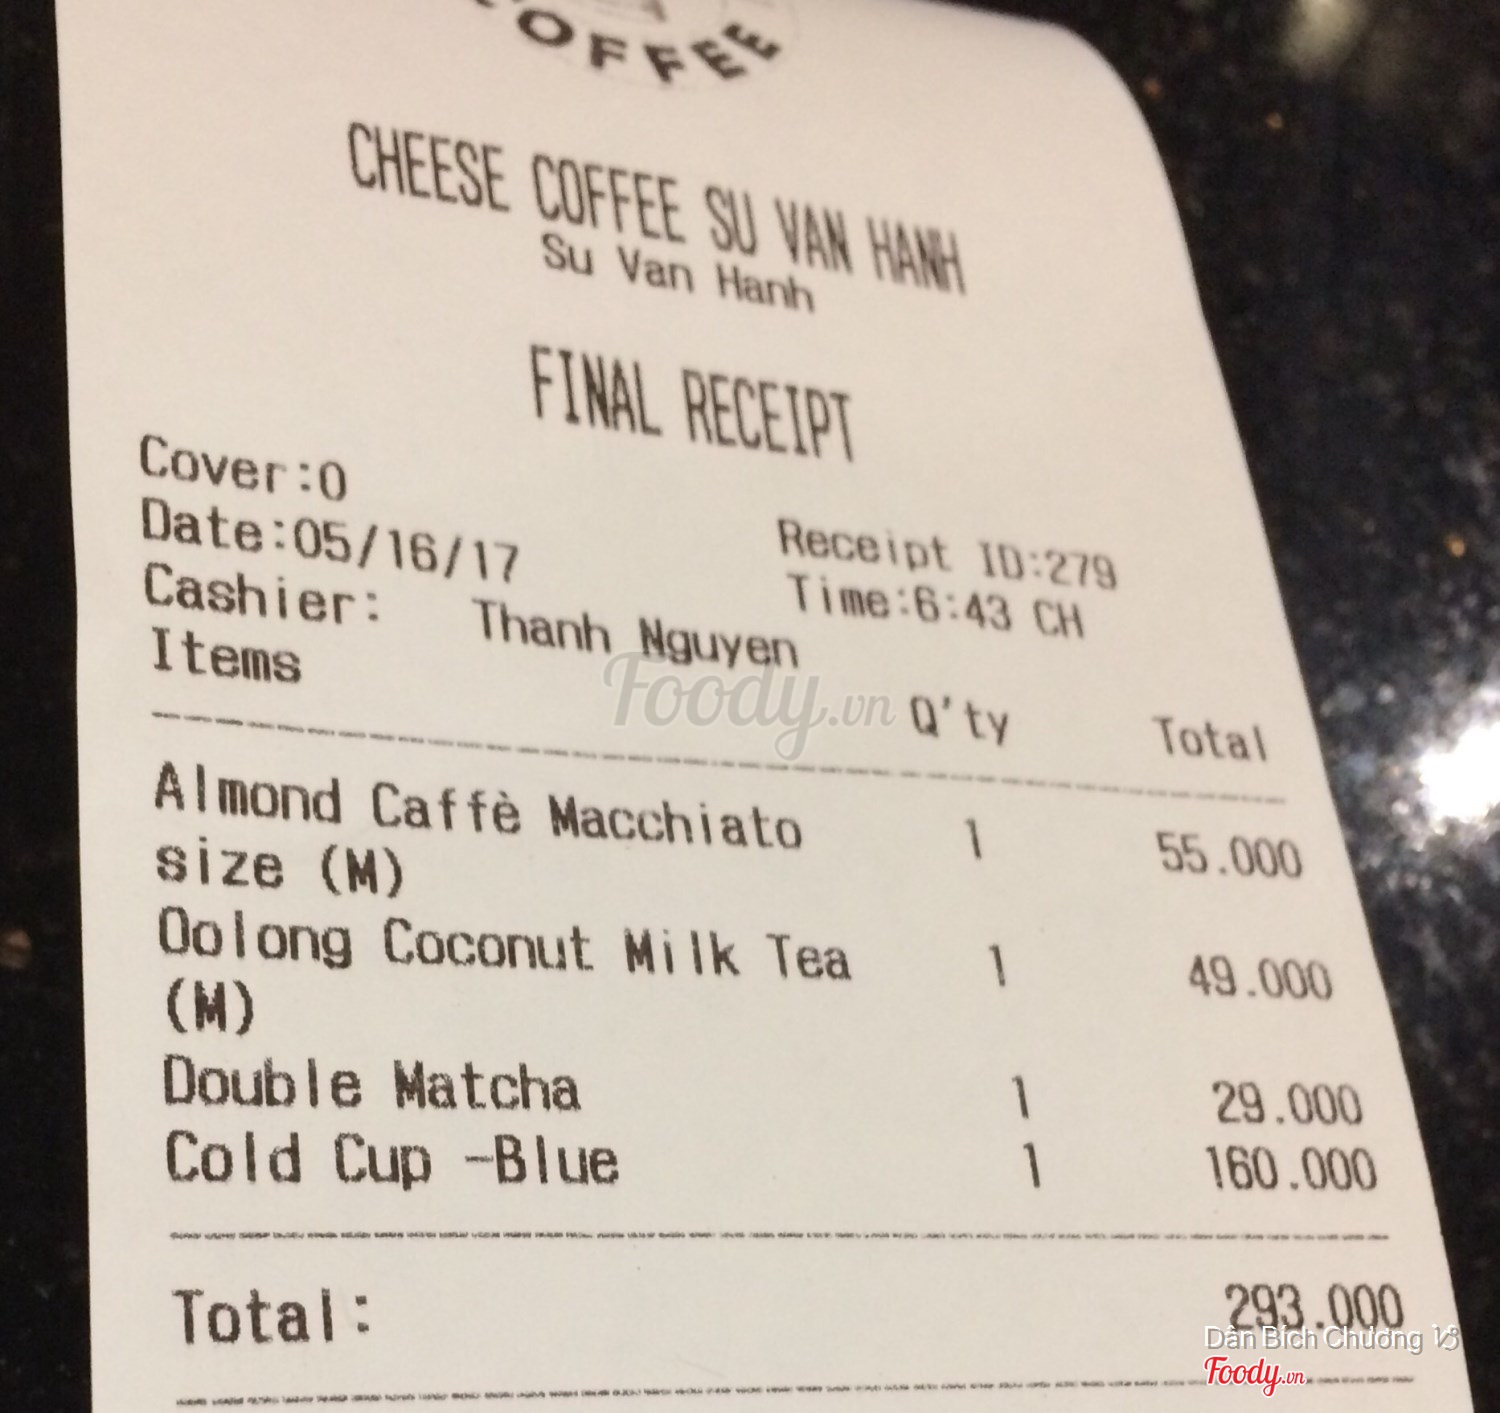 COFFEE
CHEESE COFFEE SU VAN HANH
Su Van Hanh
FINAL RECEIPT
Cover:0
Date:05/16/17 Receipt ID:279
Cashier: Thanh Nguyen Time:6:43 CH
Items Q'ty Total
Almond Caffè Macchiato 1 55.000
size (M)
Oolong Coconut Milk Tea 1 49.000
(M)
Double Matcha 1 29.000
Cold Cup -Blue 1 160.000
Total: 293.000
Foody.vn
Dân Bích Chương
Foody.vn